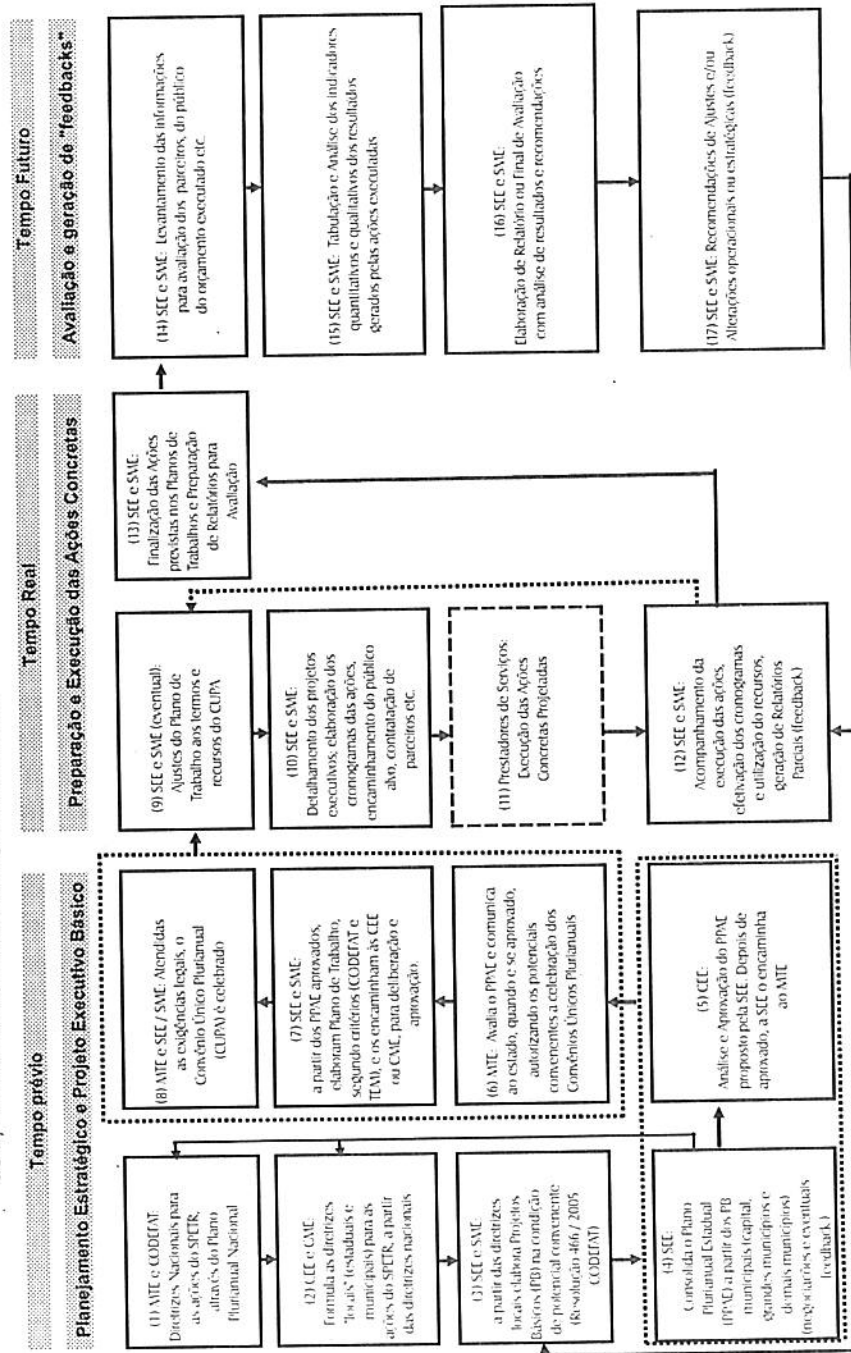 Tempo prévio
Planejamento Estratégico e Projeto Executivo Básico
(1) MTE e CODEFAT:
Diretrizes Nacionais para
as ações do SPETR,
através do Plano
Plurianual Nacional
(2) CEE e CME:
Formula as diretrizes
"locais" (estaduais e
municipais) para as
ações do SPETR, a partir
das diretrizes nacionais
(3) SEE e SME:
a partir das diretrizes
locais elabora Projetos
Básicos (PB) na condição
de potencial convenente
(Resolução 466 / 2005
CODEFAT)
(4) SEE:
Consolida o Plano
Plurianual Estadual
(PPAE) a partir dos PB
municipais (capital,
grandes municípios e
demais municípios)
(negociações e eventuais
feedback)
(5) CEE:
Análise e Aprovação do PPAE
proposto pela SEE. Depois de
aprovado, a SEE o encaminha
ao MTE
(6) MTE: Avalia o PPAE e comunica
ao estado, quando e se aprovado,
autorizando os potenciais
convenentes a celebração dos
Convênios Únicos Plurianuais
(7) SEE e SME:
a partir dos PPAE aprovados,
elaboram Plano de Trabalho,
segundo critérios (CODEFAT e
TEM), e os encaminham às CEE
ou CME, para deliberação e
aprovação.
(8) MTE e SEE / SME: Atendidas
as exigências legais, o
Convênio Único Plurianual
(CUPA) é celebrado
Tempo Real
Preparação e Execução das Ações Concretas
(9) SEE e SME (eventual):
Ajustes do Plano de
Trabalho aos termos e
recursos do CUPA
(10) SEE e SME:
Detalhamento dos projetos
executivos, elaboração dos
cronogramas das ações,
encaminhamento do público
alvo, contratação de
parceiros etc.
(11) Prestadores de Serviços:
Execução das Ações
Concretas Projetadas
(12) SEE e SME:
Acompanhamento da
execução das ações,
efetivação dos cronogramas
e utilização do recursos,
geração de Relatórios
Parciais (feedback)
(13) SEE e SME:
Finalização das Ações
previstas nos Planos de
Trabalhos e Preparação
de Relatórios para
Avaliação
Tempo Futuro
Avaliação e geração de "feedbacks"
(14) SEE e SME: Levantamento das informações
para avaliação dos parceiros, do público
do orçamento executado etc.
(15) SEE e SME: Tabulação e Análise dos indicadores
quantitativos e qualitativos dos resultados
gerados pelas ações executadas
(16) SEE e SME:
Elaboração de Relatório ou Final de Avaliação
com análise de resultados e recomendações
(17) SEE e SME: Recomendações de Ajustes e/ou
Alterações operacionais ou estratégicas (feedback)